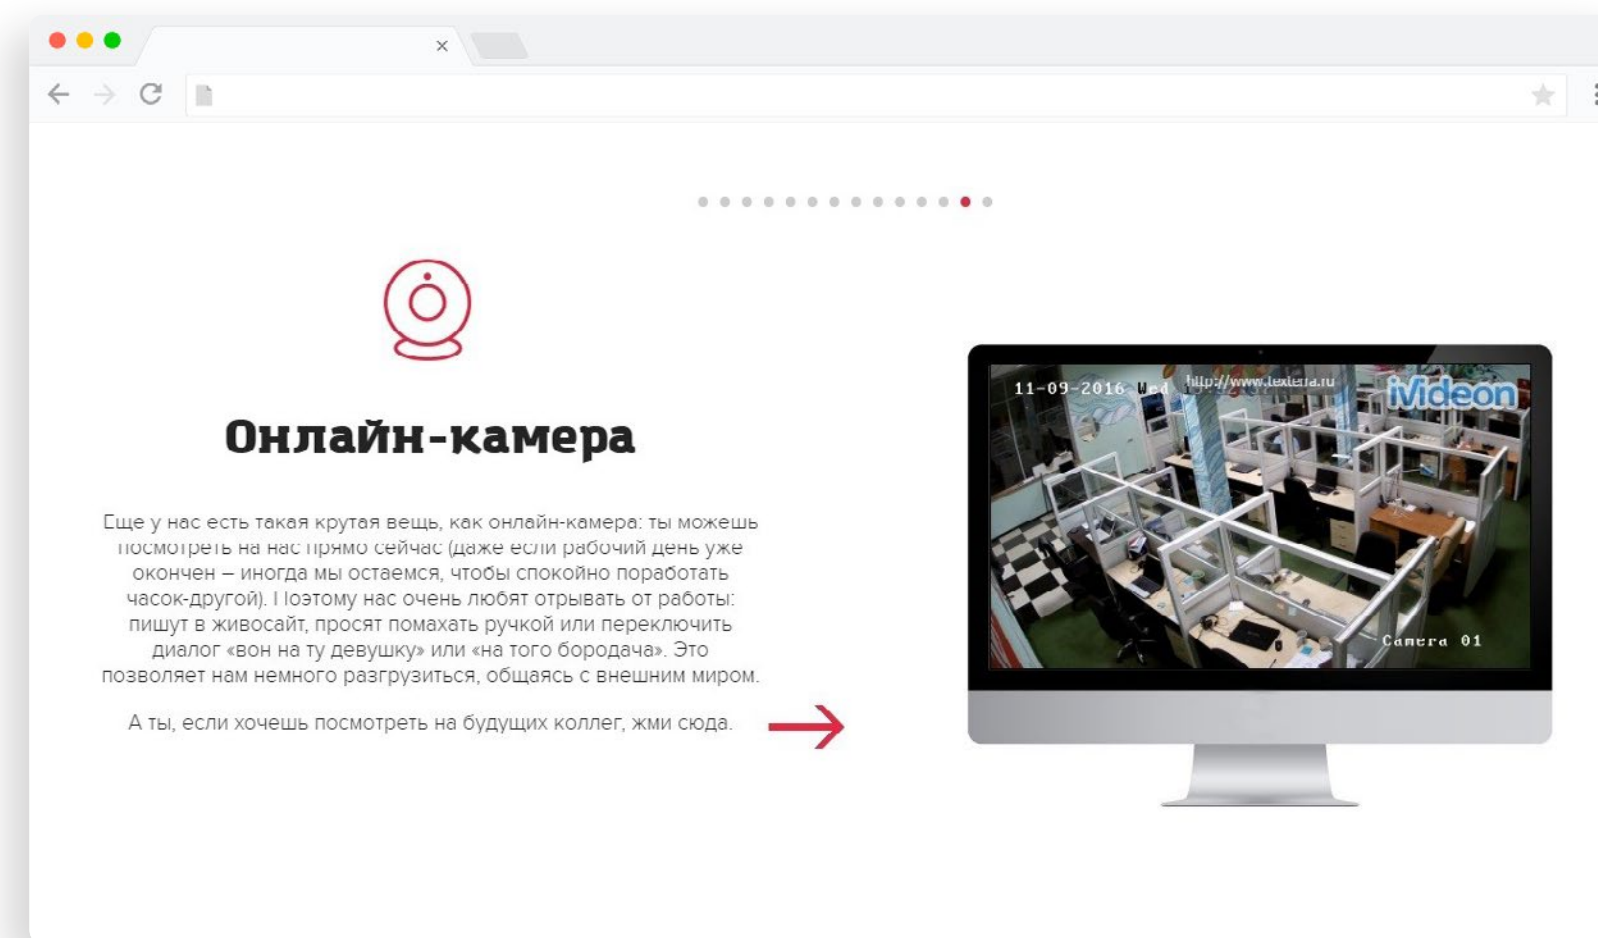 Онлайн-камера
Еще у нас есть такая крутая вещь, как онлайн-камера: ты можешь
посмотреть на нас прямо сейчас (даже если рабочий день уже
окончен – иногда мы остаемся, чтобы спокойно поработать
часок-другой). Поэтому нас очень любят отрывать от работы:
пишут в живосайт, просят помахать ручкой или переключить
диалог «вон на ту девушку» или «на того бородача». Это
позволяет нам немного разгрузиться, общаясь с внешним миром.
А ты, если хочешь посмотреть на будущих коллег, жми сюда.
11-09-2016 Wed
http://www.texterra.ru
iVideon
Camera 01